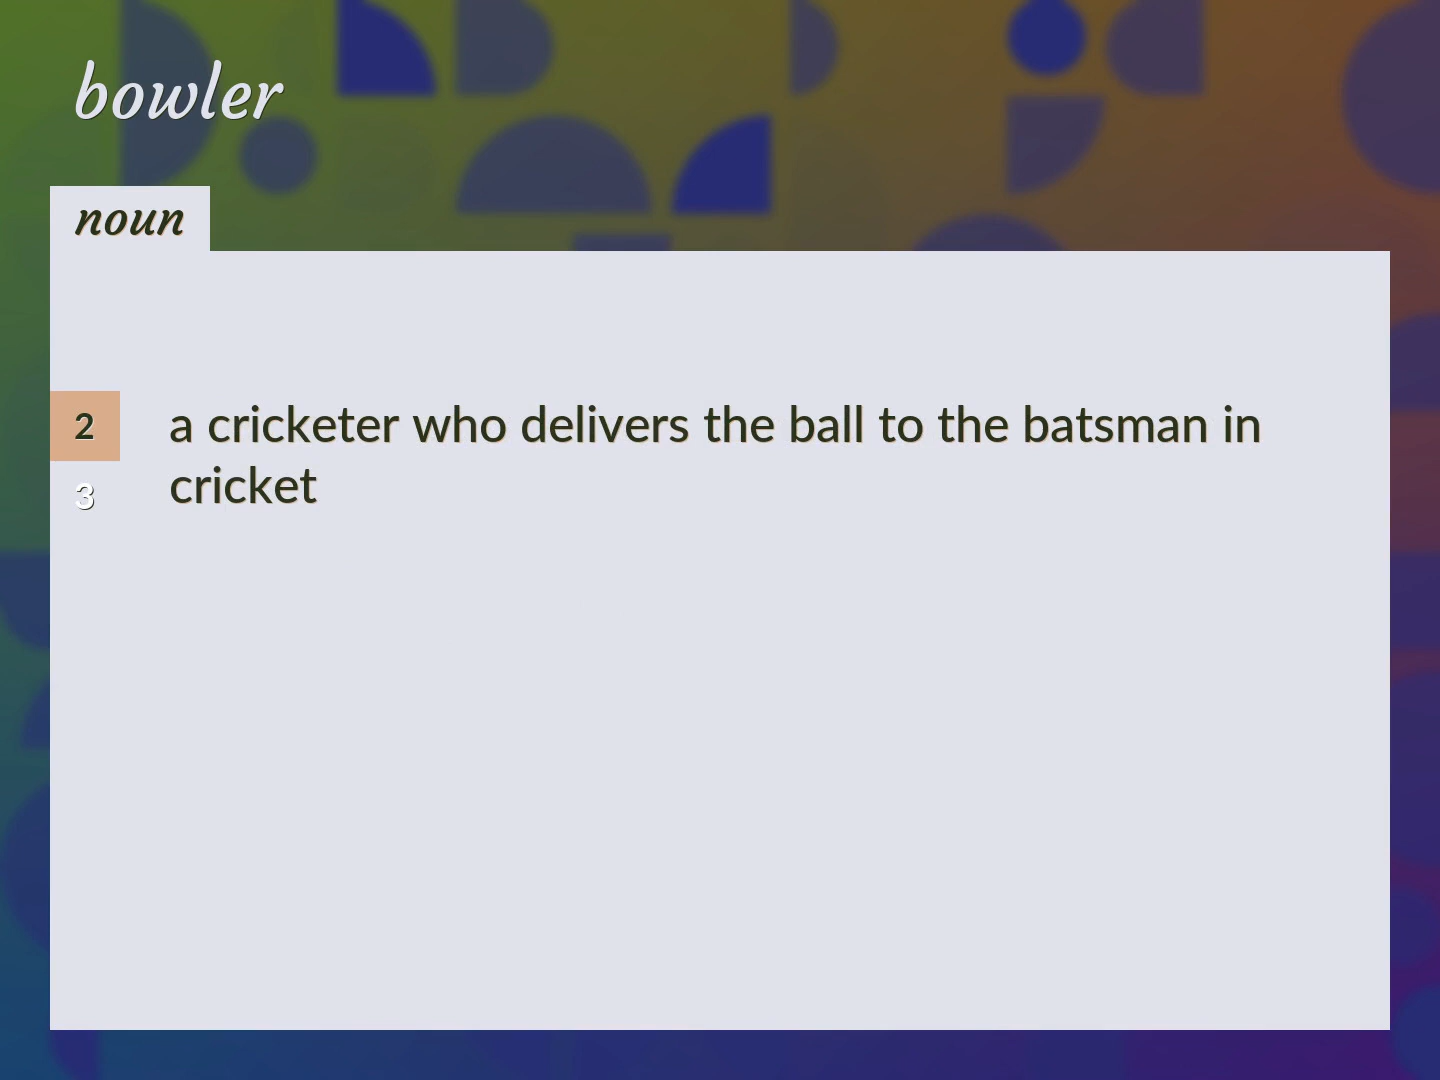 bowler
noun
2
a cricketer who delivers the ball to the batsman in
cricket
3